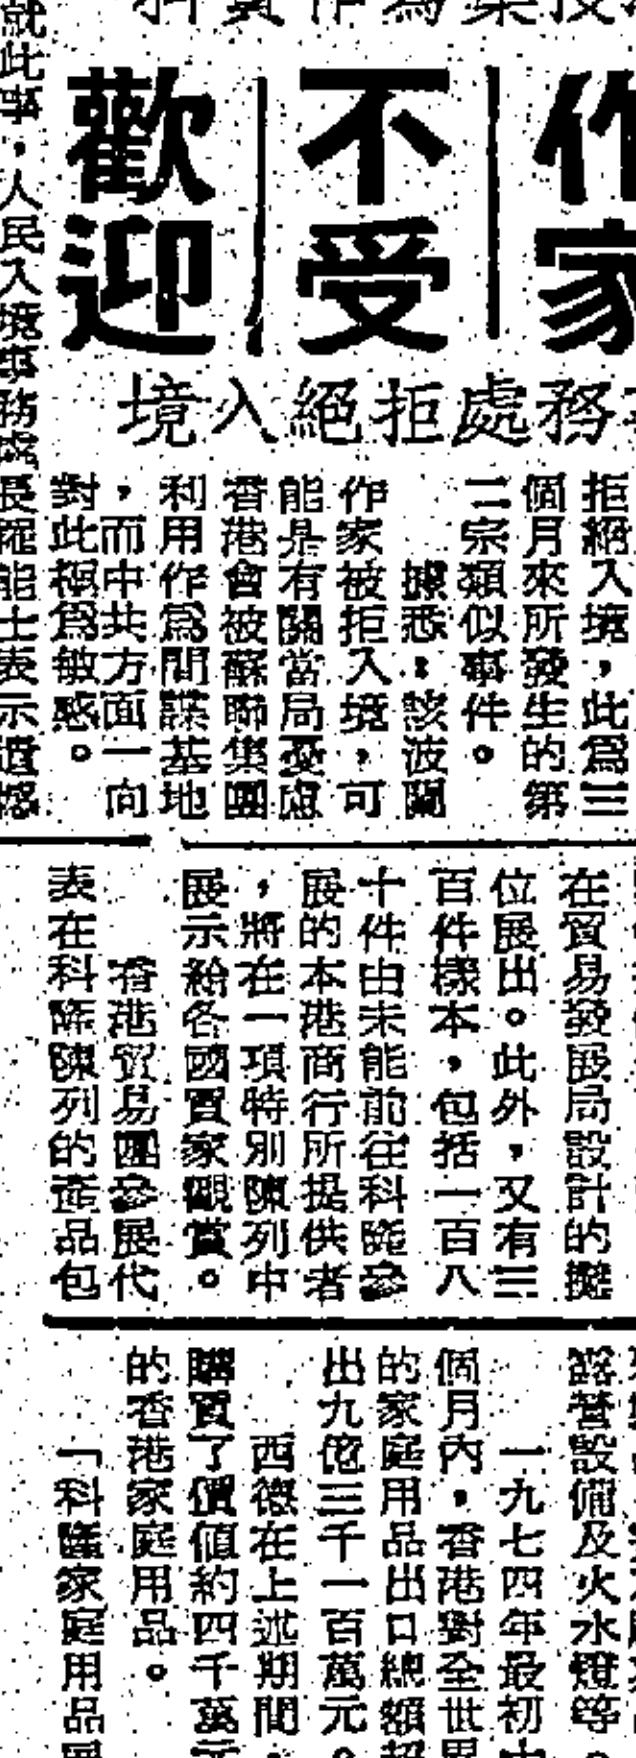 作家
不受
歡迎
務處拒絕入境
拒絕入境，此為三
個月來所發生的第
二宗類似事件。
據悉：該波蘭
作家被拒入境，可
能是有關當局憂慮
香港會被蘇聯集團
利用作為間諜基地
，而中共方面一向
對此極為敏感。
就此事，人民入境事務處長羅能士表示遺憾
在貿易發展局設計的攤
位展出。此外，又有三
百件樣本，包括一百八
十件由未能前往科隆參
展的本港商行所提供者
，將在一項特別陳列中
展示給各國買家觀賞。
香港貿易團參展代
表在科隆陳列的產品包
露營設備及火水燈等。
一九七四年最初
個月內，香港對全世界
的家庭用品出口總額超
出九億三千一百萬元。
西德在上述期間，
購買了價值約四千萬元
的香港家庭用品。
「科隆家庭用品展